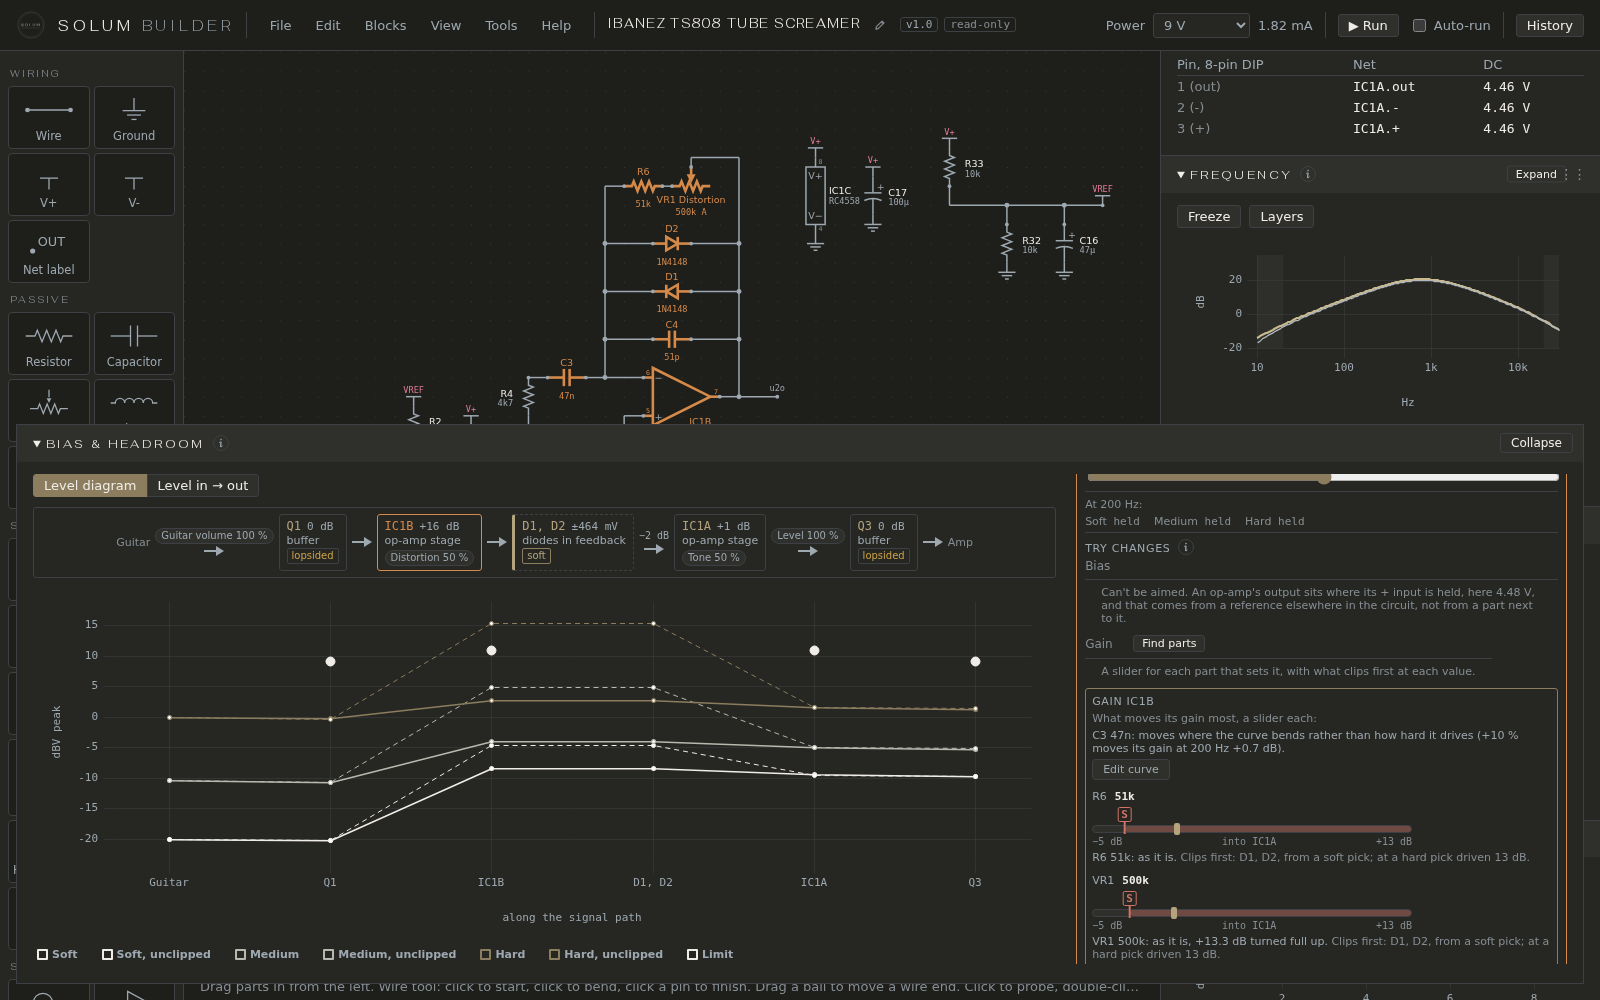 SOLUM BUILDER
File Edit Blocks View Tools Help
IBANEZ TS808 TUBE SCREAMER
v1.0 read-only
Power 9 V 1.82 mA
▶ Run
Auto-run
History
WIRING
Wire Ground
V+ V-
OUT
Net label
PASSIVE
Resistor Capacitor
R6
51k
VR1 Distortion
500k A
D2
1N4148
D1
1N4148
C4
51p
C3
47n
R4
4k7
VREF
R2
V+
6
5
7
IC1B
u2o
V+
8
V+
V−
4
IC1C
RC4558
V+
+
C17
100µ
V+
R33
10k
VREF
R32
10k
+
C16
47µ
Pin, 8-pin DIP Net DC
1 (out) IC1A.out 4.46 V
2 (-) IC1A.- 4.46 V
3 (+) IC1A.+ 4.46 V
▼ FREQUENCY i
Expand
Freeze Layers
20
0
-20
dB
10 100 1k 10k
Hz
▼ BIAS & HEADROOM i
Collapse
Level diagram Level in → out
Guitar
Guitar volume 100 %
Q1 0 dB
buffer
lopsided
IC1B +16 dB
op-amp stage
Distortion 50 %
D1, D2 ±464 mV
diodes in feedback
soft
−2 dB
IC1A +1 dB
op-amp stage
Tone 50 %
Level 100 %
Q3 0 dB
buffer
lopsided
Amp
15
10
5
0
-5
-10
-15
-20
dBV peak
Guitar Q1 IC1B D1, D2 IC1A Q3
along the signal path
Soft Soft, unclipped Medium Medium, unclipped Hard Hard, unclipped Limit
At 200 Hz:
Soft held Medium held Hard held
TRY CHANGES i
Bias
Can't be aimed. An op-amp's output sits where its + input is held, here 4.48 V,
and that comes from a reference elsewhere in the circuit, not from a part next
to it.
Gain Find parts
A slider for each part that sets it, with what clips first at each value.
GAIN IC1B
What moves its gain most, a slider each:
C3 47n: moves where the curve bends rather than how hard it drives (+10 %
moves its gain at 200 Hz +0.7 dB).
Edit curve
R6 51k
S
−5 dB into IC1A +13 dB
R6 51k: as it is. Clips first: D1, D2, from a soft pick; at a hard pick driven 13 dB.
VR1 500k
S
−5 dB into IC1A +13 dB
VR1 500k: as it is, +13.3 dB turned full up. Clips first: D1, D2, from a soft pick; at a
hard pick driven 13 dB.
Drag parts in from the left. Wire tool: click to start, click to bend, click a pin to finish. Drag a ball to move a wire end. Click to probe, double-cli…
2 4 6 8